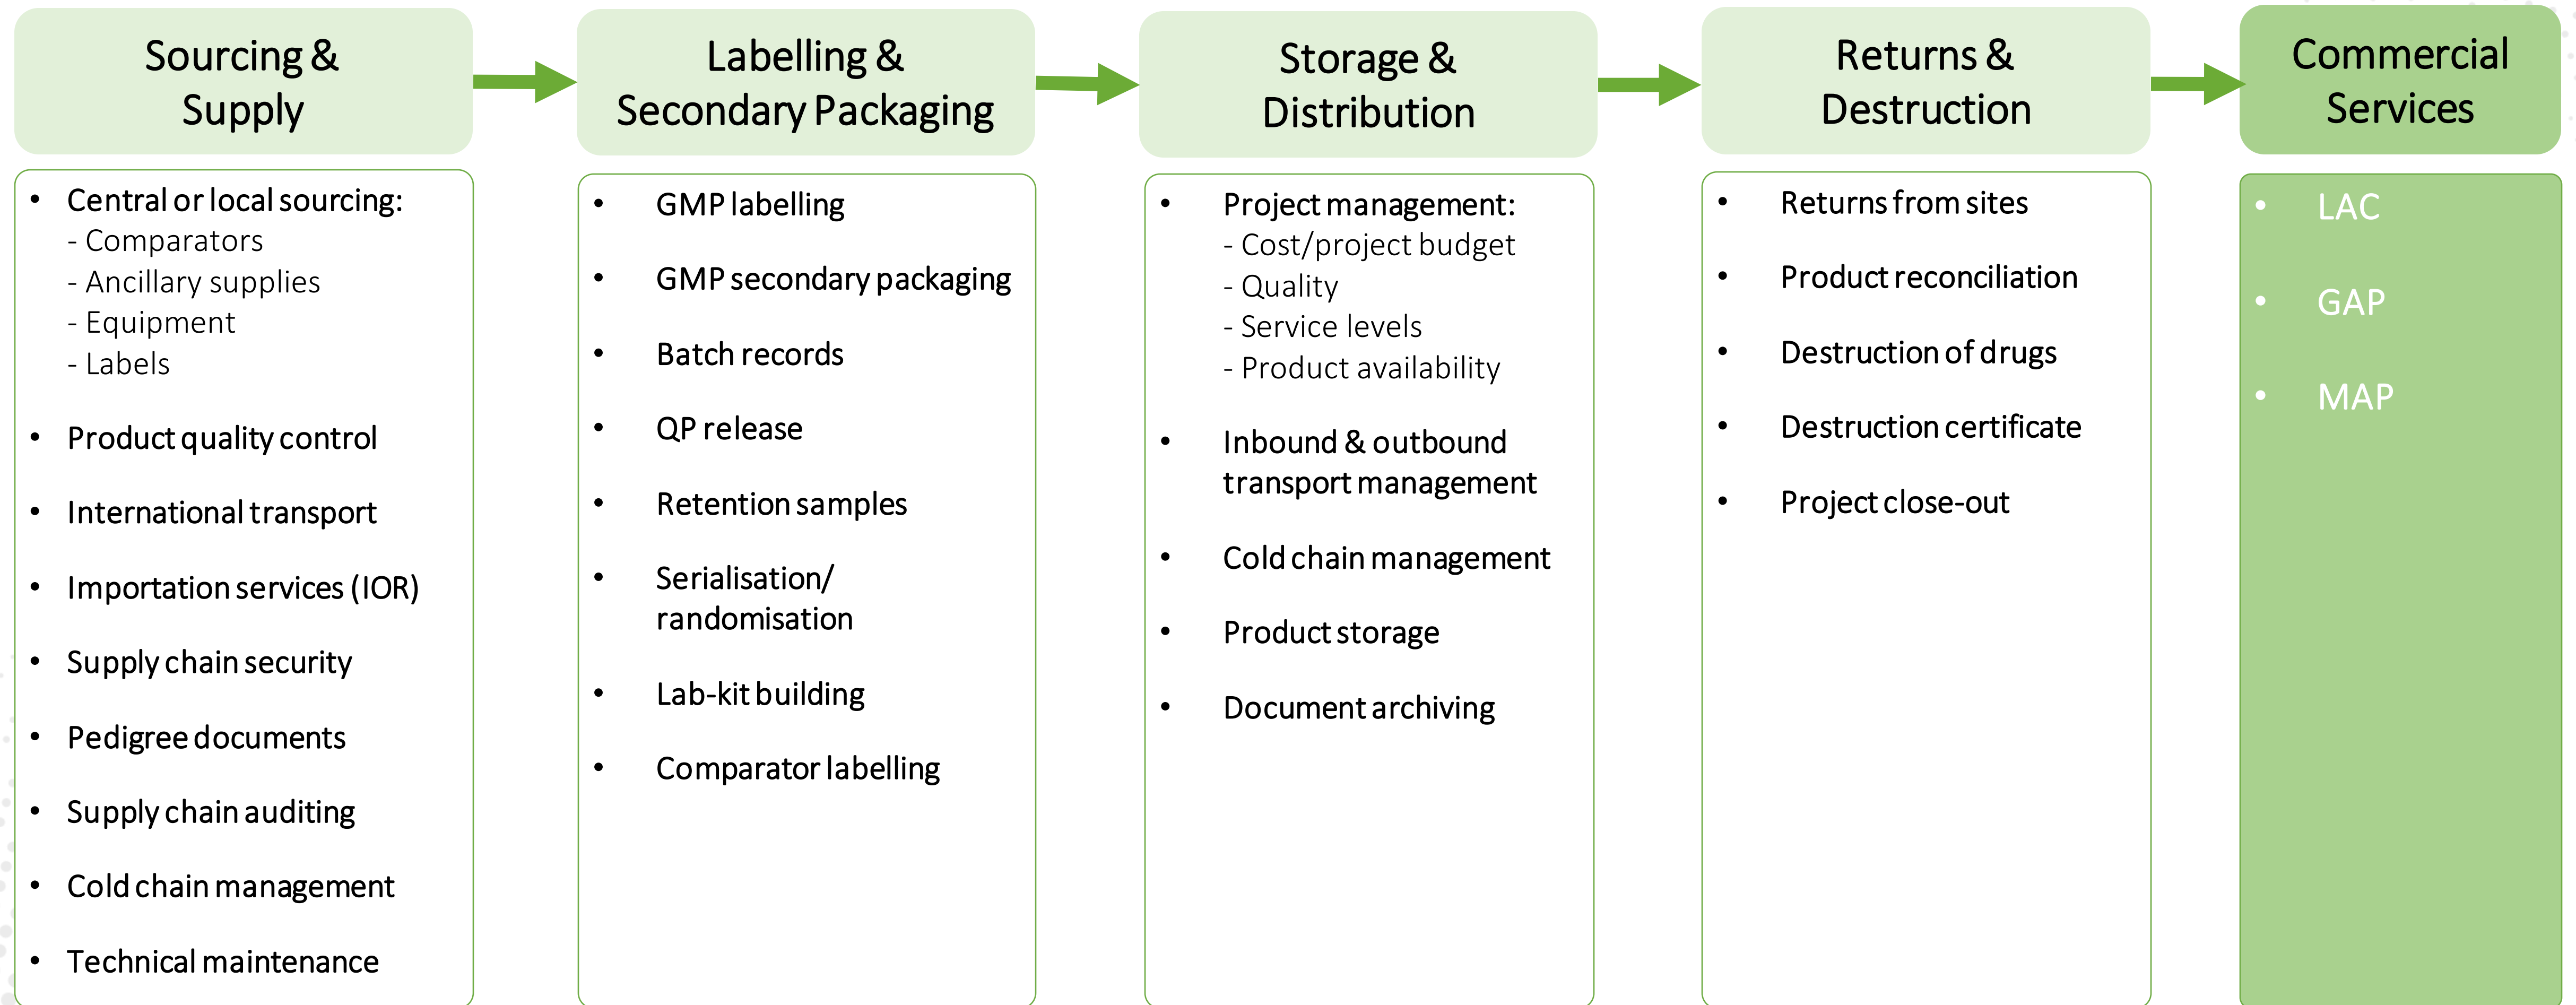 Sourcing &
Supply
Labelling &
Secondary Packaging
Storage &
Distribution
Returns &
Destruction
Commercial
Services
• Central or local sourcing:
- Comparators
- Ancillary supplies
- Equipment
- Labels
• Product quality control
• International transport
• Importation services (IOR)
• Supply chain security
• Pedigree documents
• Supply chain auditing
• Cold chain management
• Technical maintenance
• GMP labelling
• GMP secondary packaging
• Batch records
• QP release
• Retention samples
• Serialisation/
randomisation
• Lab-kit building
• Comparator labelling
• Project management:
- Cost/project budget
- Quality
- Service levels
- Product availability
• Inbound & outbound
transport management
• Cold chain management
• Product storage
• Document archiving
• Returns from sites
• Product reconciliation
• Destruction of drugs
• Destruction certificate
• Project close-out
• LAC
• GAP
• MAP